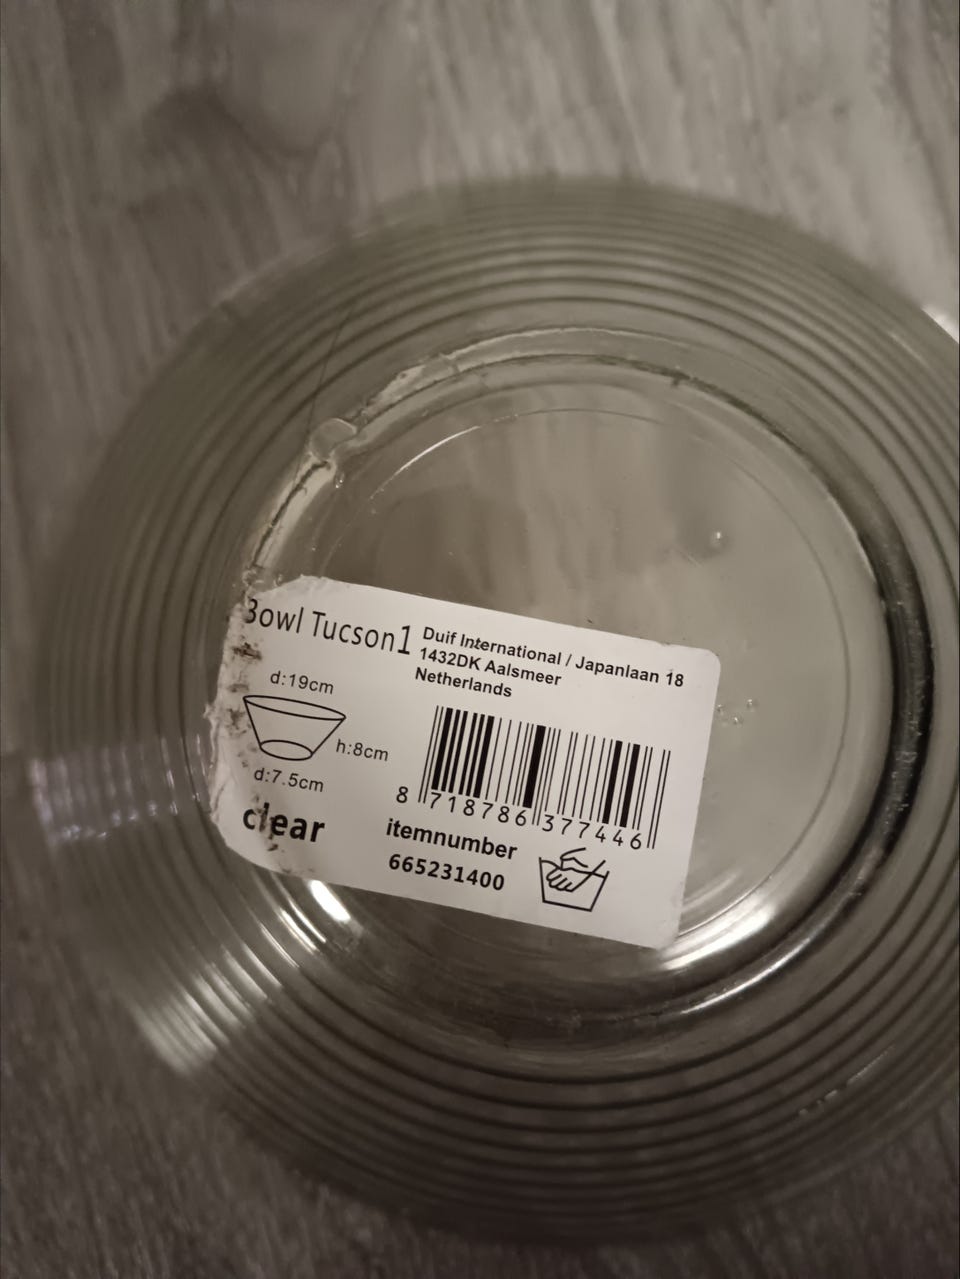 Bowl Tucson1
Duif International / Japanlaan 18
1432DK Aalsmeer
Netherlands
d:19cm
h:8cm
d:7.5cm
clear
8 718786 377446
itemnumber
665231400